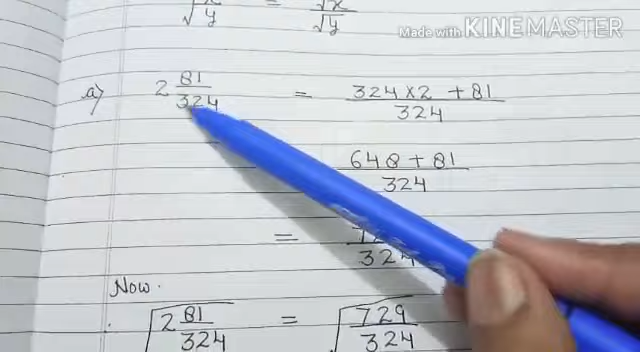 Made With KINEMASTER
√x/√y
a) 2 81/324 = 324 x 2 + 81 / 324
648 + 81 / 324
= 324
Now.
√(2 81/324) = √(729/324)